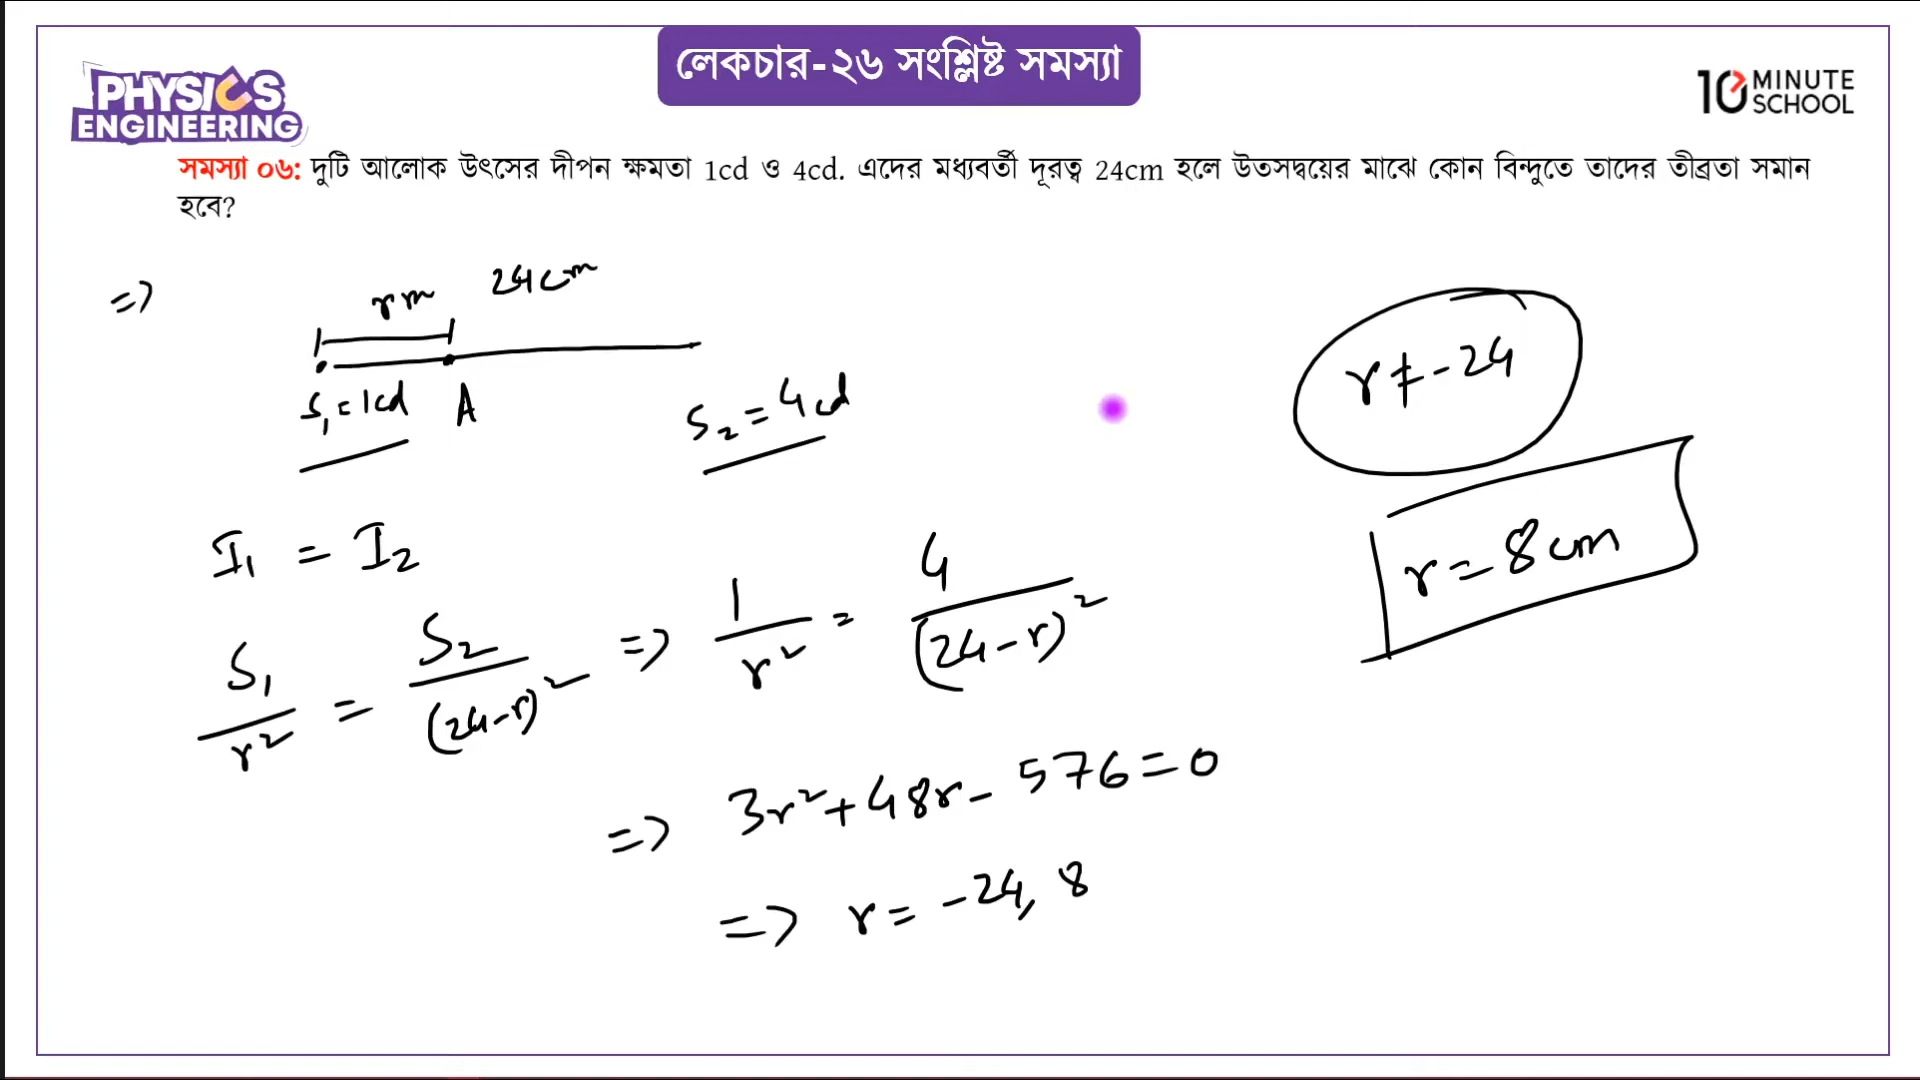 লেকচার-২৬ সংশ্লিষ্ট সমস্যা
PHYSICS
ENGINEERING
10 MINUTE
SCHOOL
সমস্যা ০৬: দুটি আলোক উৎসের দীপন ক্ষমতা 1cd ও 4cd. এদের মধ্যবর্তী দূরত্ব 24cm হলে উতসদ্বয়ের মাঝে কোন বিন্দুতে তাদের তীব্রতা সমান
হবে?
=> rm 24cm
S₁ = 1cd A S₂ = 4cd
r ≠ -24
r = 8cm
I₁ = I₂
S₁/r² = S₂/(24-r)² => 1/r² = 4/(24-r)²
=> 3r² + 48r - 576 = 0
=> r = -24, 8